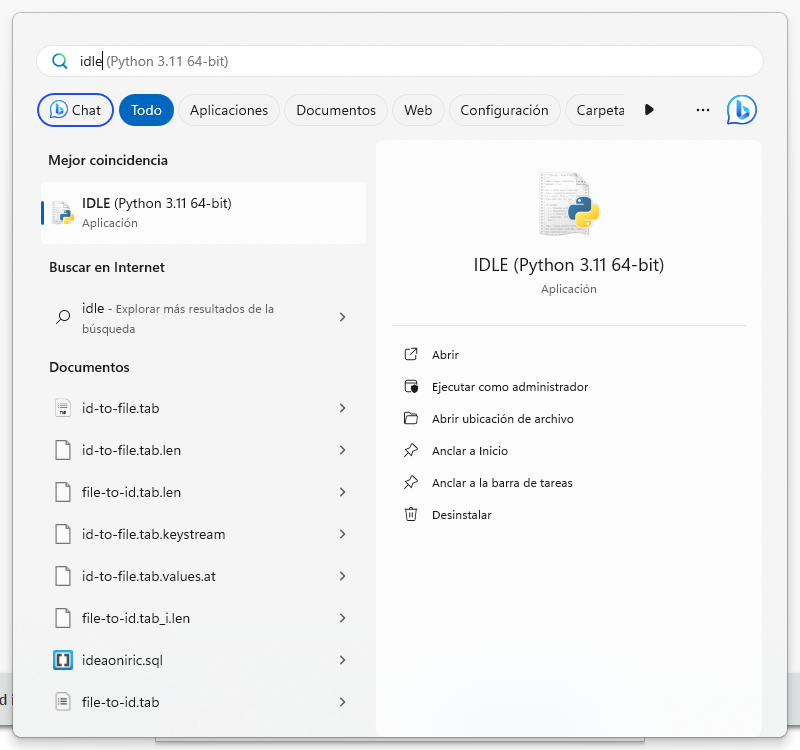 idle (Python 3.11 64-bit)
Chat
Todo
Aplicaciones
Documentos
Web
Configuración
Carpeta
Mejor coincidencia
IDLE (Python 3.11 64-bit)
Aplicación
Buscar en Internet
idle - Explorar más resultados de la
búsqueda
Documentos
id-to-file.tab
id-to-file.tab.len
file-to-id.tab.len
id-to-file.tab.keystream
id-to-file.tab.values.at
file-to-id.tab_i.len
ideaoniric.sql
file-to-id.tab
IDLE (Python 3.11 64-bit)
Aplicación
Abrir
Ejecutar como administrador
Abrir ubicación de archivo
Anclar a Inicio
Anclar a la barra de tareas
Desinstalar